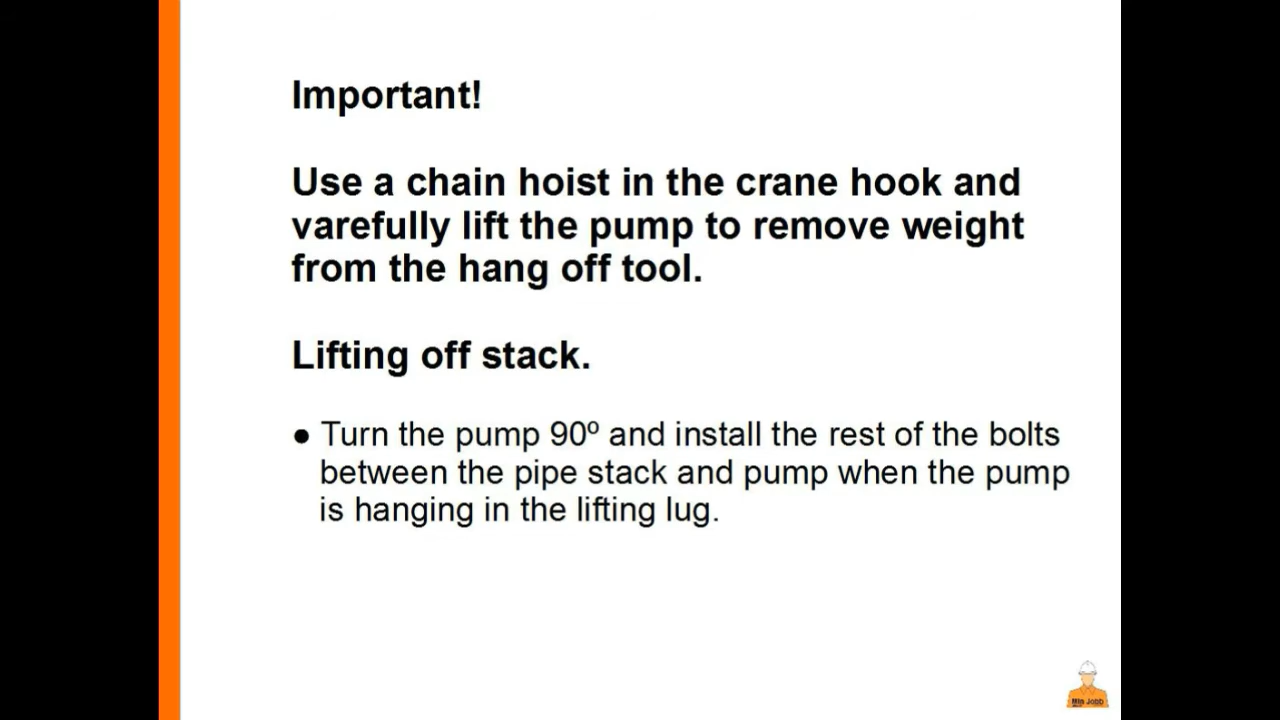 Important!
Use a chain hoist in the crane hook and
varefully lift the pump to remove weight
from the hang off tool.
Lifting off stack.
● Turn the pump 90º and install the rest of the bolts
between the pipe stack and pump when the pump
is hanging in the lifting lug.
Min Jobb